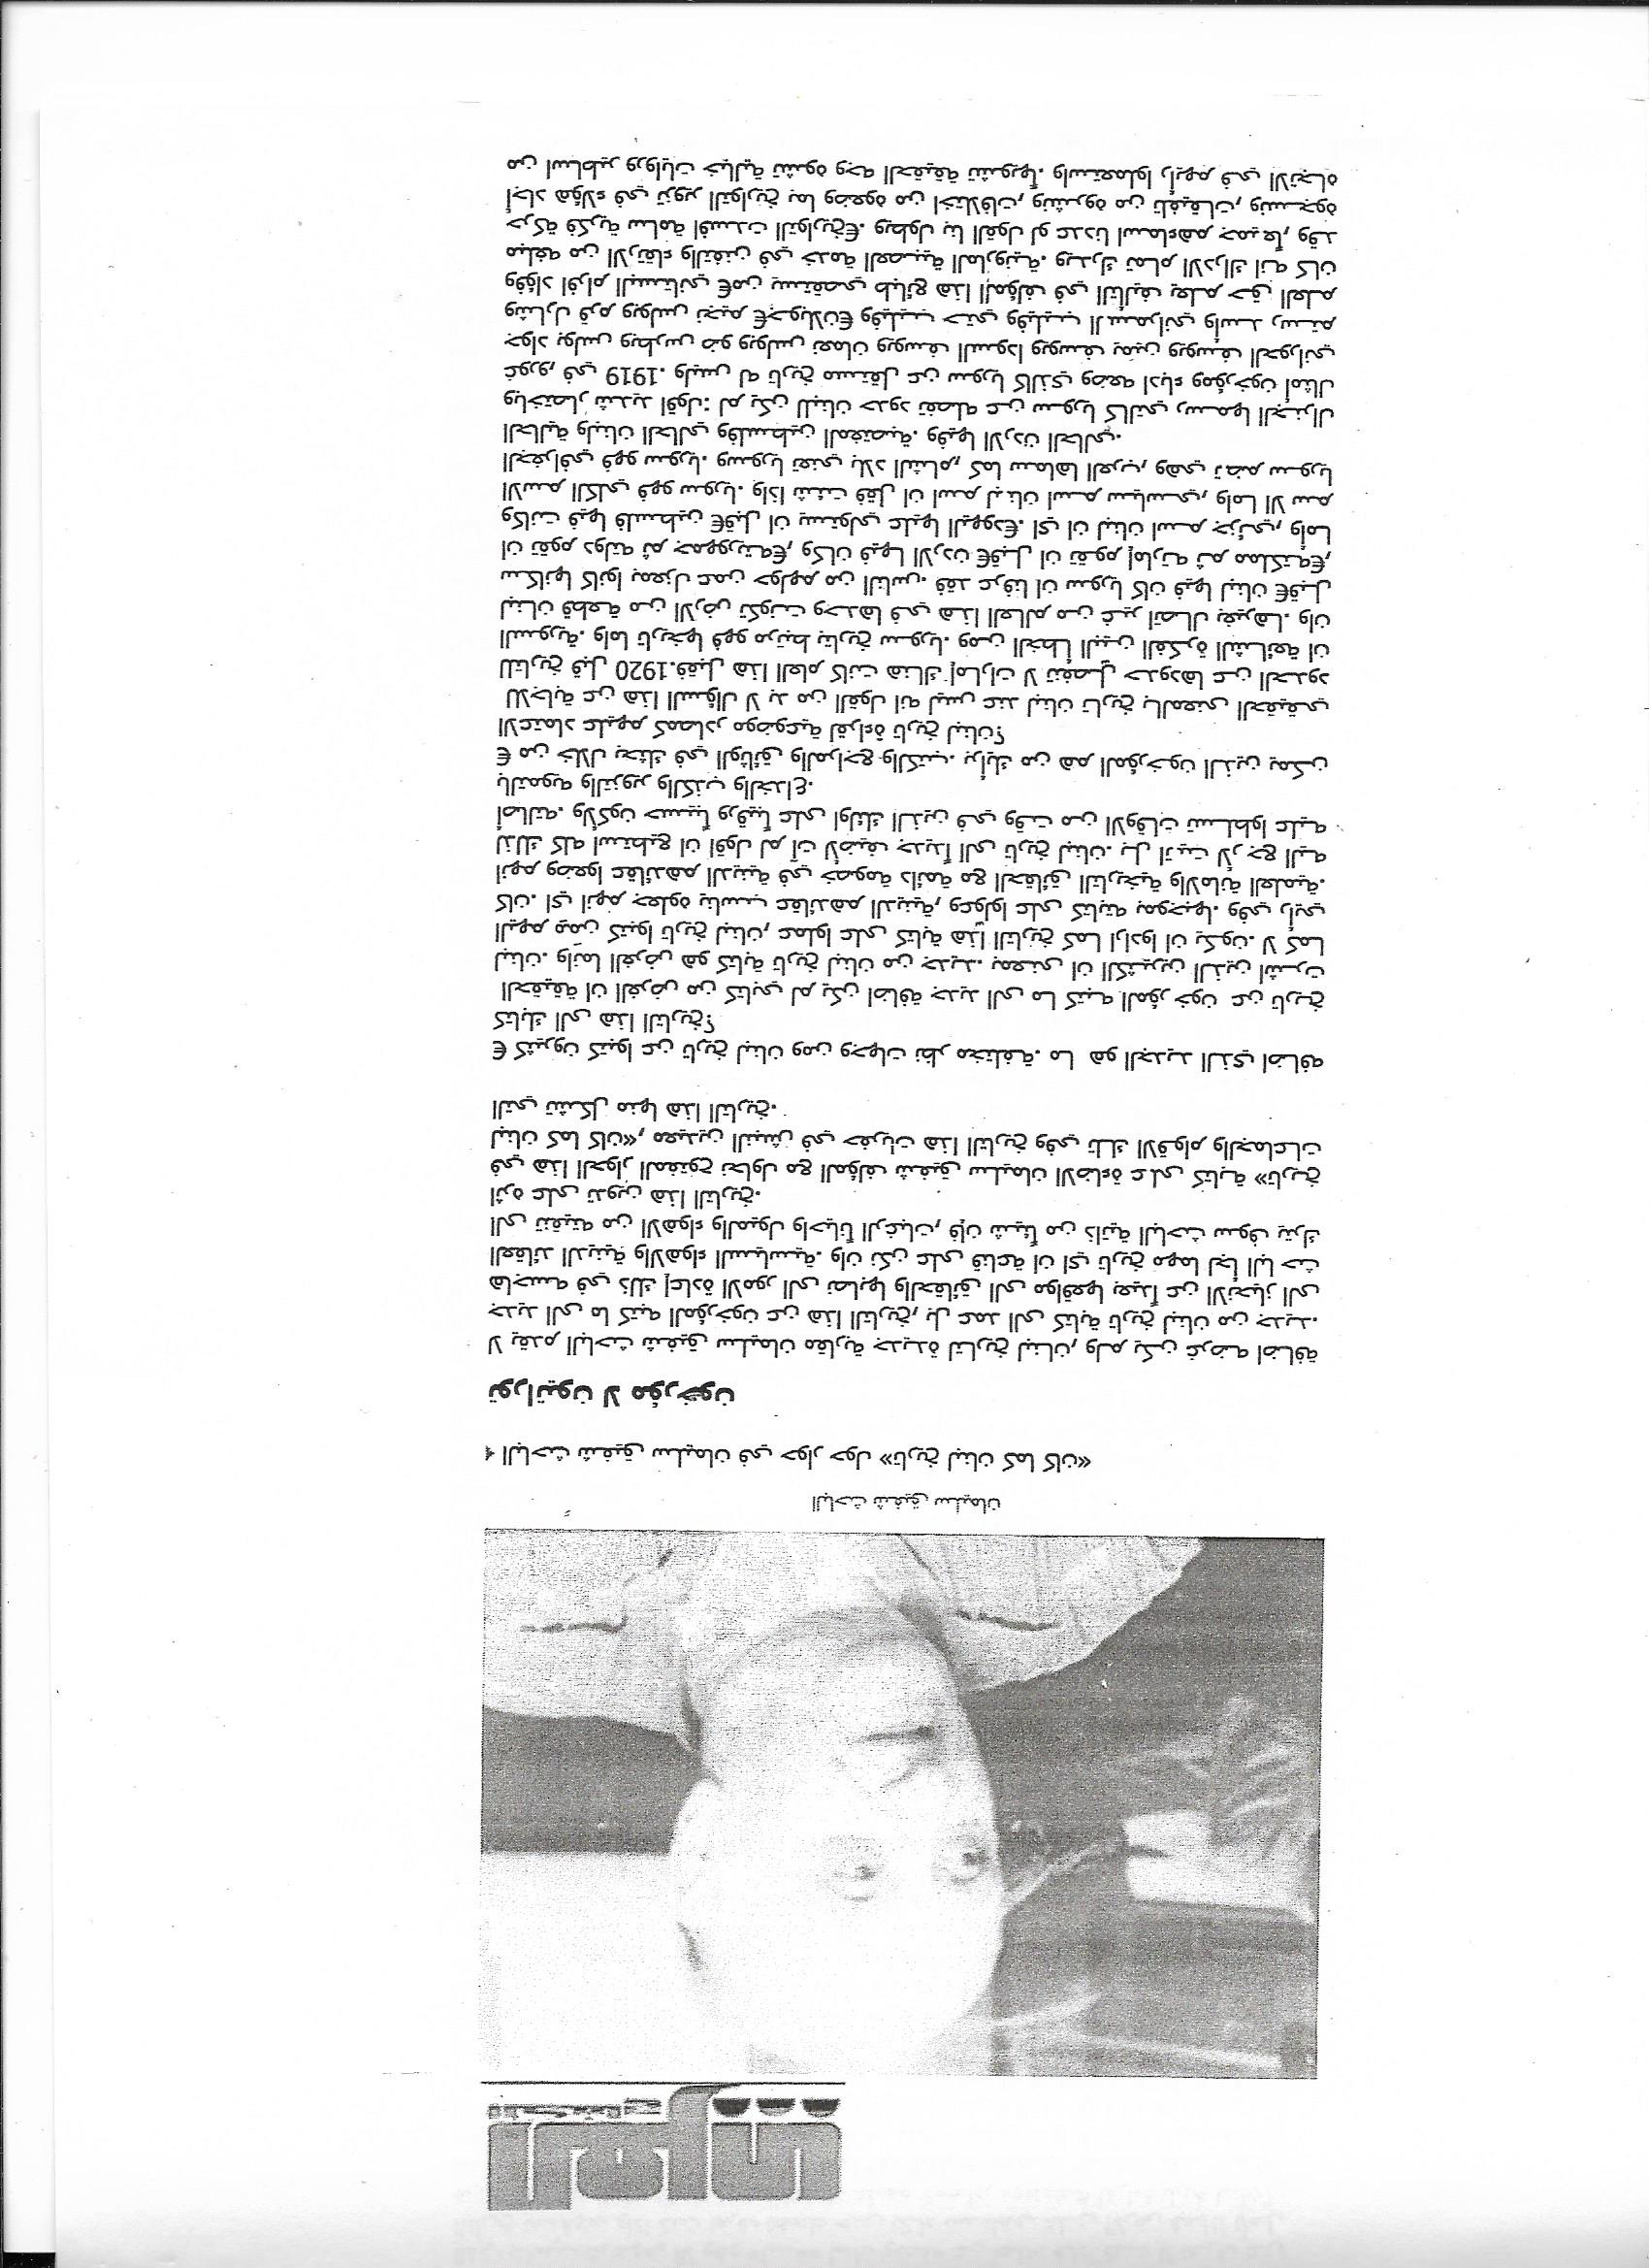 الكفاح العربي
الباحث شفيق سليمان
الباحث شفيق سليمان في حوار حول «تاريخ لبنان كما كان»
توراتيون لا مؤرخون
لا يقدم الباحث شفيق سليمان مقاربة جديدة لتاريخ لبنان, ولم يكن غرضه اضافة
جديد الى ما كتبه المؤرخون عن هذا التاريخ, بل عمد الى كتابة تاريخ لبنان من جديد.
هاجسه في ذلك إعادة الامور الى نصابها والحقائق الى مواقعها بعيداً عن الانحياز الى
العقائد الدينية والاهواء السياسية. وان نكن على قناعة ان اي تاريخ مهما لجأ البا حث
الى تنقيته من الاهواء والميول واحياناً الرغبات, فإن شيئاً من ذاتية الباحث سوف يترك
اثره على تدوين هذا التاريخ.
في هذا الحوار المفتوح نحاول مع المؤلف شفيق سليمان الاضاءة على كتابة «تاريخ
لبنان كما كان», معيدين النبش في حفريات هذا التاريخ وفي تلك الاقوام والجماعات
التي تشكل منها هذا التاريخ.
€ كثيرون كتبوا عن تاريخ لبنان ومن وجهات نظر مختلفة. ما هو الجديد الذي اضافه
كتابك الى هذا التاريخ؟
الحقيقة ان الغرض من كتابي لم يكن اضافة جديد الى ما كتبه المؤر خون عن تاريخ
لبنان. وانما الغرض هو كتابة تاريخ لبنان من جديد. بمعنى ان الكثيرين الذين اشرت
اليهم ممن كتبوا تاريخ لبنان, عملوا على كتابة هذا التاريخ كما ارادوا ان يكون. لا كما
كان. اي انهم جعلوه يناسب عقائدهم الدينية, وعوّلوا على كتابته بموجبها. وفي رأيي
انهم وضعوا عقائدهم الدينية في خصومة دائمة مع الحقائق التاريخية والامانة العلمية.
لذلك كله استطيع ان اقول لم آت لأضيف جديداً الى تاريخ لبنان. بل اتيت لأرجع اليه
أصالته. ولأكون حسيباً ورقيباً على اولئك الذين في وقت من الاوقات تسلطوا عليه
بالتمويه والتزوير والكذب والخداع.
€ من خلال بحثك في الوثائق والمراجع والكتب. برأيك من هم المؤرخون الذين يمكن
الاعتماد عليهم كمصادر موضوعية لقراءة تاريخ لبنان؟
للاجابة عن هذا السؤال لا بد من القول انه ليس عند لبنان تاريخ بالمعنى الحقيقي
للتاريخ قبل 1920.فقبل هذا العام كانت هناك إمارات لا تنفصل حدودها عن الحدود
السورية. واما تاريخها فهو مرتبط بتاريخ سوريا. ومن الخطأ البين الفكرة الشائعة ان
لبنان قطعة من الارض تكونت وحدها في هذا العالم من غير اتصال بغيرها. وان
سكانها كانوا بمعزل عمن حولهم من الناس. فقد عرفنا ان سوريا كان فيها لبنان €قبل
ان تقوم دولته ثم جمهوريته€, وكان فيها الاردن €قبل ان تقوم إمارته ثم مملكته€,
وكانت فيها فلسطين €قبل ان يستولي عليها اليهود€. اي ان لبنان اسم جزئي, وأما
الاسم الكلي فهو سوريا. واذا شئت فقل ان اسم لبنان اسم سياسي, واما الا سم
الجغرافي فهو سوريا. وسوريا تعني بلاد الشام, كما سماها العرب, وهي تضم سوريا
الحالية ولبنان الحالي وفلسطين المغتصبة. وفيها الاردن الحالي.
وباختصار شديد اقول: لم يكن للبنان حدود تفصله عن سوريا كالتي رسمها الجنرال
غورو, في 1919. وليس له تاريخ مستقل عن سوريا كالذي وضعه ادباء ومؤرخون أمثال
جواد بولس وبطرس ضو وبولس نعمان ويوسف السودا ويوسف يمين ويوسف الحوراني
وشارل قرم وبولس نجيم €جوبلان€ وفيليب حتي وفيليب السمراني وأسد رستم
وفؤاد افرام البستاني €من يستقصي طبائع هذا المؤلف في التأليف يعلم حق العلم
مبلغه من الارتقاء والتفنن في خدمة العصبية المارونية. ويدرك تمام الادراك انه كان
حركة فكرية سامة افسدت التواريخ€. ويطول بنا القول لو عددنا اسماءهم جميعاً, وقد
أجاد هؤلاء في تزوير التواريخ بما وضعوه من اختلافات, ونشروه من تلفيقات, ونسجوه
من اساطير وروايات خيالية تشوه وجه الحقيقة تشويهاً. واستعملوا رأيهم في الاتجاه